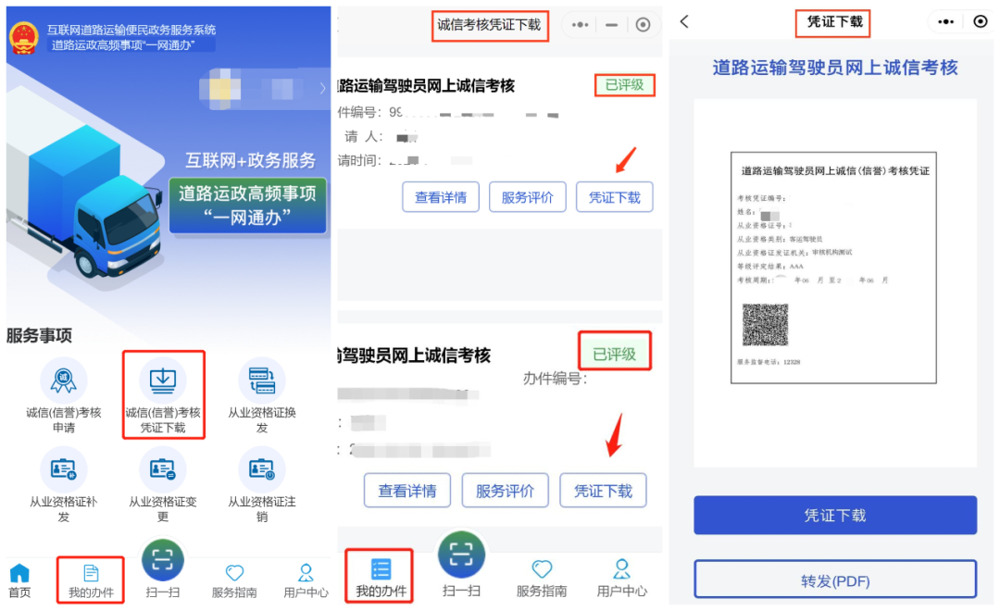 互联网道路运输便民政务服务系统
道路运政高频事项“一网通办”
互联网+政务服务
道路运政高频事项
“一网通办”
服务事项
诚信(信誉)考核
申请
诚信(信誉)考核
凭证下载
从业资格证换
发
从业资格证补
发
从业资格证变
更
从业资格证注
销
首页
我的办件
扫一扫
服务指南
用户中心
诚信考核凭证下载
路运输驾驶员网上诚信考核
已评级
件编号: 99
请 人:
请时间:
查看详情
服务评价
凭证下载
驾驶员网上诚信考核
已评级
办件编号:
查看详情
服务评价
凭证下载
我的办件
扫一扫
服务指南
用户中心
凭证下载
道路运输驾驶员网上诚信考核
道路运输驾驶员网上诚信(信誉)考核凭证
考核凭证编号:
姓名:
从业资格证号:
从业资格类别: 客运驾驶员
从业资格证发证机关: 审核机构测试
等级评定结果: AAA
考核周期: 年06 月 至2 年06 月
服务监督电话: 12328
凭证下载
转发(PDF)